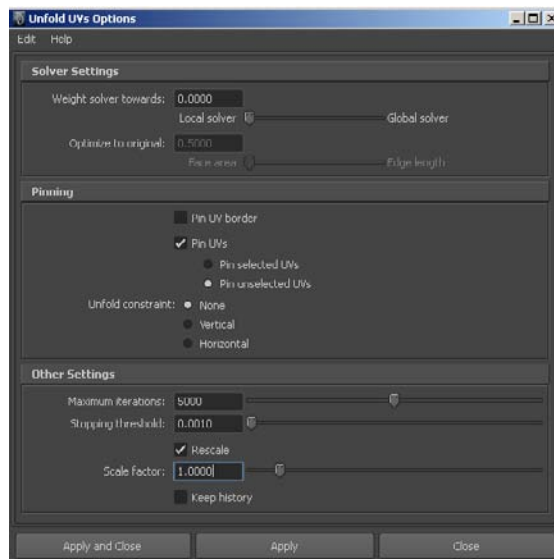 Unfold UVs Options
Edit Help
Solver Settings
Weight solver towards: 0.0000
Local solver Global solver
Optimize to original: 0.5000
Face area Edge length
Pinning
Pin UV border
Pin UVs
Pin selected UVs
Pin unselected UVs
Unfold constraint: None
Vertical
Horizontal
Other Settings
Maximum iterations: 5000
Stopping threshold: 0.0010
Rescale
Scale factor: 1.0000
Keep history
Apply and Close Apply Close